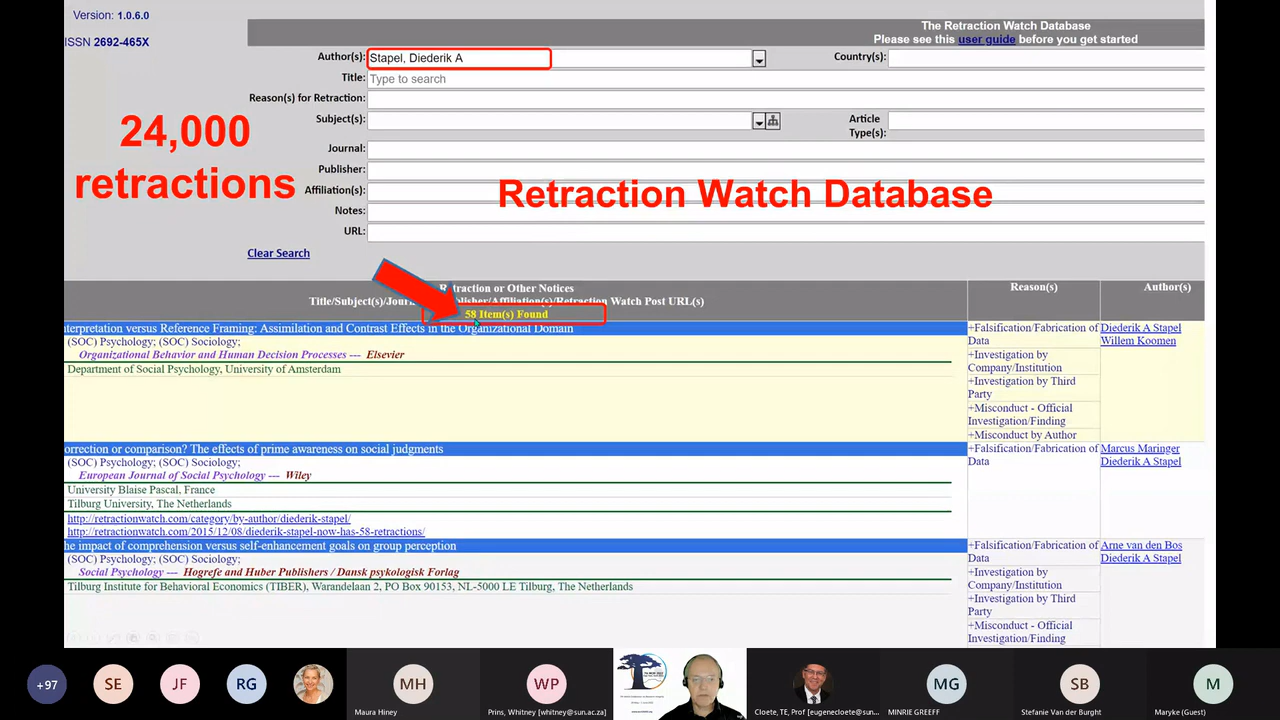 Version: 1.0.6.0
ISSN 2692-465X
The Retraction Watch Database
Please see this user guide before you get started
Author(s): Stapel, Diederik A
Country(s):
Title: Type to search
Reason(s) for Retraction:
Subject(s):
Article Type(s):
Journal:
Publisher:
Affiliation(s):
Notes:
URL:
24,000
retractions
Retraction Watch Database
Clear Search
Retraction or Other Notices
Title/Subject(s)/Jour blisher/Affiliation(s)/Retraction Watch Post URL(s)
58 Item(s) Found
Reason(s)
Author(s)
nterpretation versus Reference Framing: Assimilation and Contrast Effects in the Organizational Domain
(SOC) Psychology; (SOC) Sociology;
Organizational Behavior and Human Decision Processes --- Elsevier
Department of Social Psychology, University of Amsterdam
+Falsification/Fabrication of
Data
+Investigation by
Company/Institution
+Investigation by Third
Party
+Misconduct - Official
Investigation/Finding
+Misconduct by Author
Diederik A Stapel
Willem Koomen
orrection or comparison? The effects of prime awareness on social judgments
(SOC) Psychology; (SOC) Sociology;
European Journal of Social Psychology --- Wiley
University Blaise Pascal, France
Tilburg University, The Netherlands
http://retractionwatch.com/category/by-author/diederik-stapel/
http://retractionwatch.com/2015/12/08/diederik-stapel-now-has-58-retractions/
+Falsification/Fabrication of
Data
Marcus Maringer
Diederik A Stapel
he impact of comprehension versus self-enhancement goals on group perception
(SOC) Psychology; (SOC) Sociology;
Social Psychology --- Hogrefe and Huber Publishers / Dansk psykologisk Forlag
Tilburg Institute for Behavioral Economics (TIBER), Warandelaan 2, PO Box 90153, NL-5000 LE Tilburg, The Netherlands
+Falsification/Fabrication of
Data
+Investigation by
Company/Institution
+Investigation by Third
Party
+Misconduct - Official
Investigation/Finding
Arne van den Bos
Diederik A Stapel
+97
SE
JF
RG
MH
Maura Hiney
WP
Prins, Whitney [whitney@sun.ac.za]
Cloete, TE, Prof [eugenecloete@sun...
MG
MINRIE GREEFF
SB
Stefanie Van der Burght
M
Maryke (Guest)